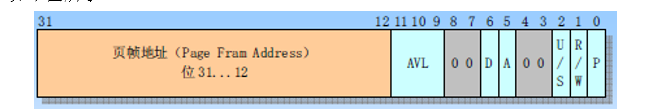 31 12 11 10 9 8 7 6 5 4 3 2 1 0
页帧地址（Page Fram Address）
位 31...12
AVL
0 0
D
A
0 0
U
/
S
R
/
W
P